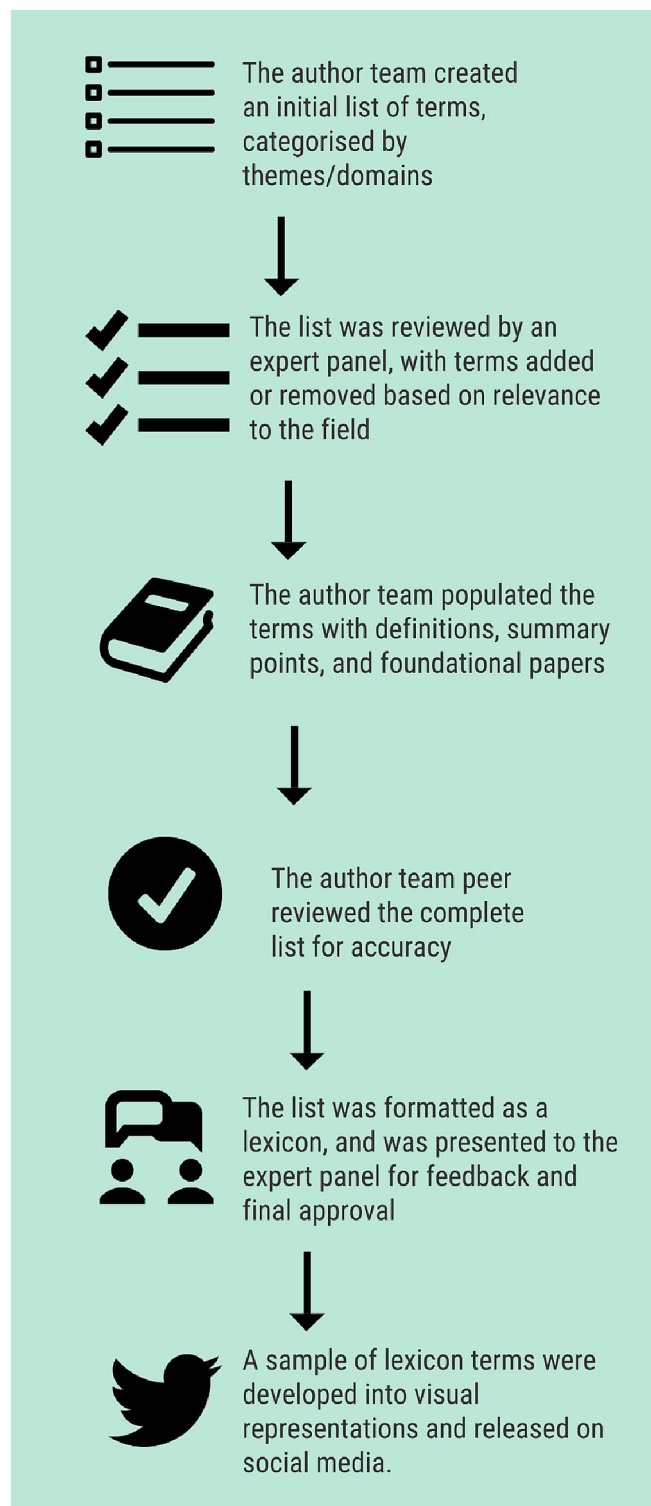 The author team created
an initial list of terms,
categorised by
themes/domains
The list was reviewed by an
expert panel, with terms added
or removed based on relevance
to the field
The author team populated the
terms with definitions, summary
points, and foundational papers
The author team peer
reviewed the complete
list for accuracy
The list was formatted as a
lexicon, and was presented to the
expert panel for feedback and
final approval
A sample of lexicon terms were
developed into visual
representations and released on
social media.